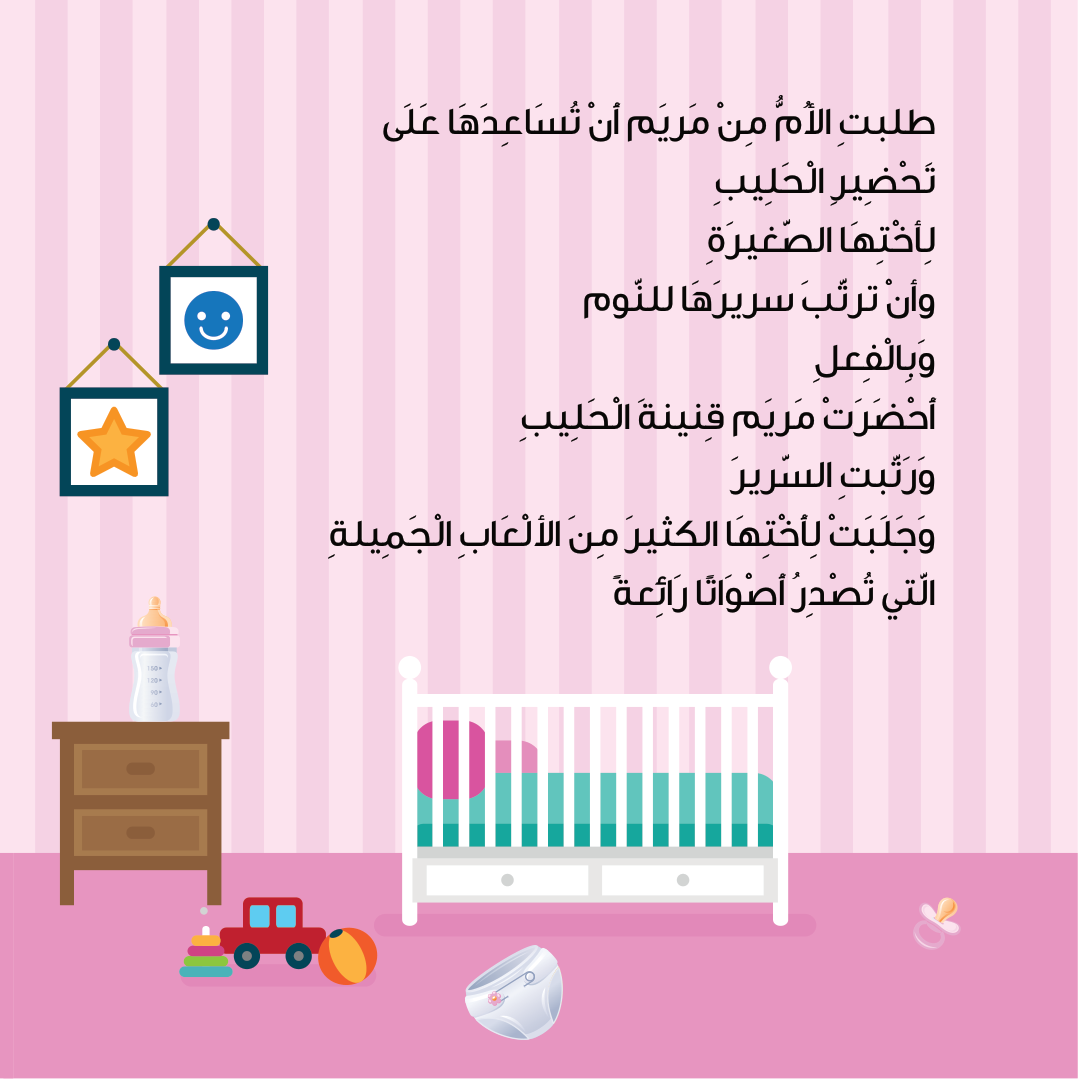 طلبتِ الأُمُّ مِنْ مَريَم أنْ تُسَاعِدَهَا عَلَى
تَحْضِيرِ الْحَلِيبِ
لِأخْتِهَا الصّغيرَةِ
وأنْ ترتّبَ سريرَهَا للنّوم
وَبِالْفِعلِ
أحْضَرَتْ مَريَم قِنينةَ الْحَلِيبِ
وَرَتّبتِ السّريرَ
وَجَلَبَتْ لِأخْتِهَا الكثيرَ مِنَ الألْعَابِ الْجَمِيلةِ
الّتي تُصْدِرُ أصْوَاتًا رَائِعةً
150
120
90
60